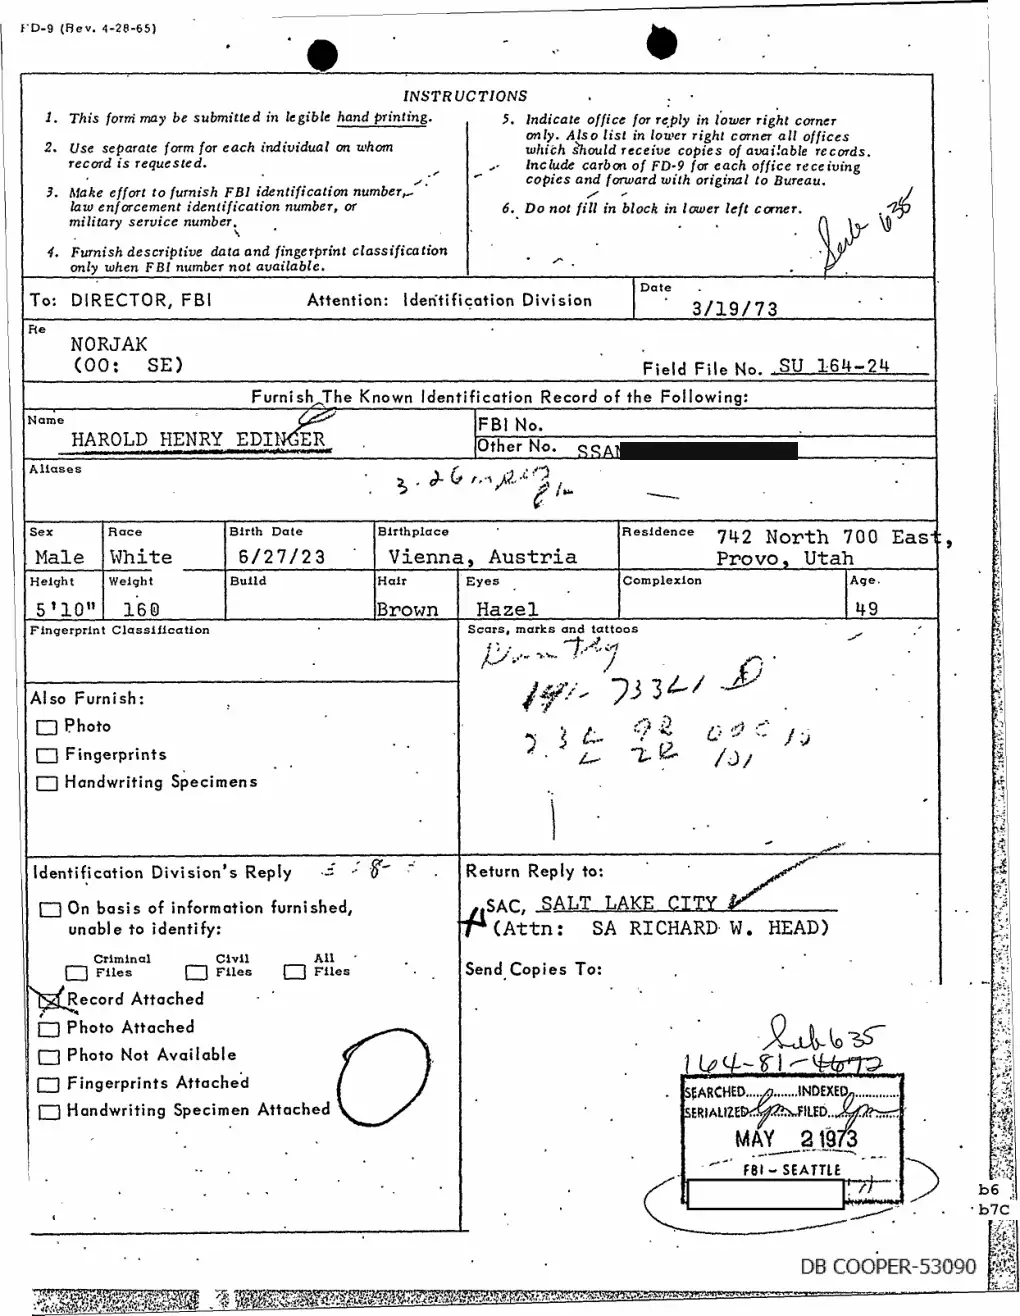 FD-9 (Rev. 4-28-65)
INSTRUCTIONS
1. This form may be submitted in legible hand printing.
2. Use separate form for each individual on whom
record is requested.
3. Make effort to furnish FBI identification number,
law enforcement identification number, or
military service number.
4. Furnish descriptive data and fingerprint classification
only when FBI number not available.
5. Indicate office for reply in lower right corner
only. Also list in lower right corner all offices
which should receive copies of available records.
Include carbon of FD-9 for each office receiving
copies and forward with original to Bureau.
6. Do not fill in block in lower left corner.
Sub 635
To: DIRECTOR, FBI Attention: Identification Division
Date
3/19/73
Re
NORJAK
(OO: SE)
Field File No. SU 164-24
Furnish The Known Identification Record of the Following:
Name
HAROLD HENRY EDINGER
FBI No.
Other No. SSAN
Aliases
Sex Race Birth Date Birthplace Residence
Male White 6/27/23 Vienna, Austria
742 North 700 East,
Provo, Utah
Height Weight Build Hair Eyes Complexion Age
5'10" 160 Brown Hazel 49
Fingerprint Classification
Scars, marks and tattoos
Also Furnish:
Photo
Fingerprints
Handwriting Specimens
Identification Division's Reply
On basis of information furnished,
unable to identify:
Criminal Files
Civil Files
All Files
Record Attached
Photo Attached
Photo Not Available
Fingerprints Attached
Handwriting Specimen Attached
Return Reply to:
SAC, SALT LAKE CITY
(Attn: SA RICHARD W. HEAD)
Send Copies To:
Sub 635
164-81-4672
SEARCHED INDEXED
SERIALIZED FILED
MAY 2 1973
FBI - SEATTLE
b6
b7C
DB COOPER-53090